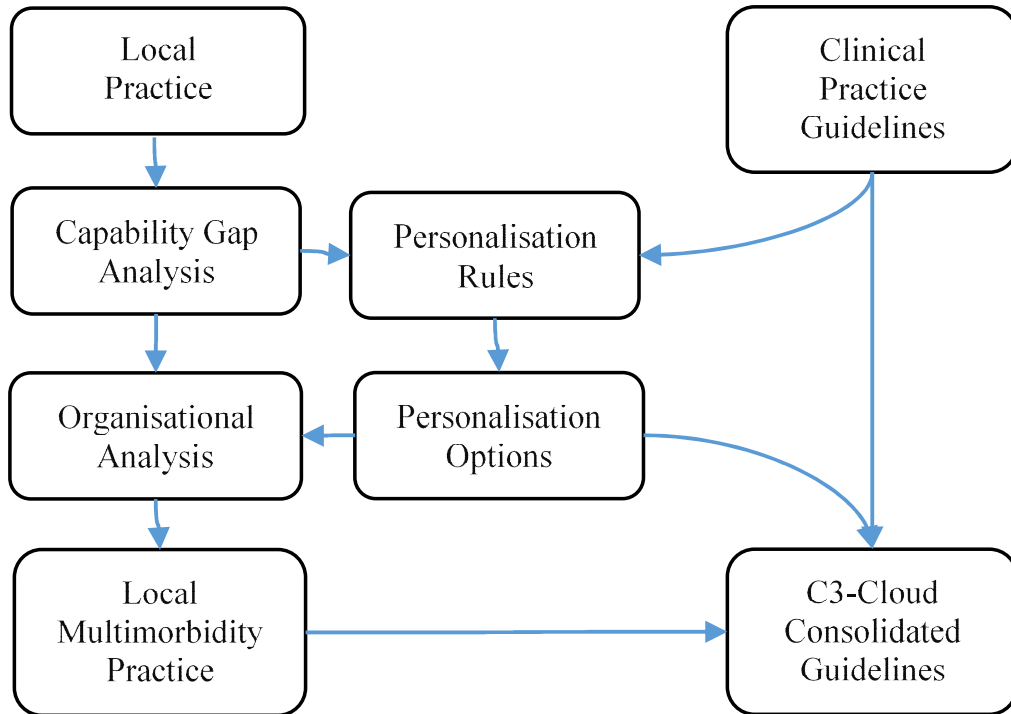 Local
Practice
Clinical
Practice
Guidelines
Capability Gap
Analysis
Personalisation
Rules
Organisational
Analysis
Personalisation
Options
Local
Multimorbidity
Practice
C3-Cloud
Consolidated
Guidelines